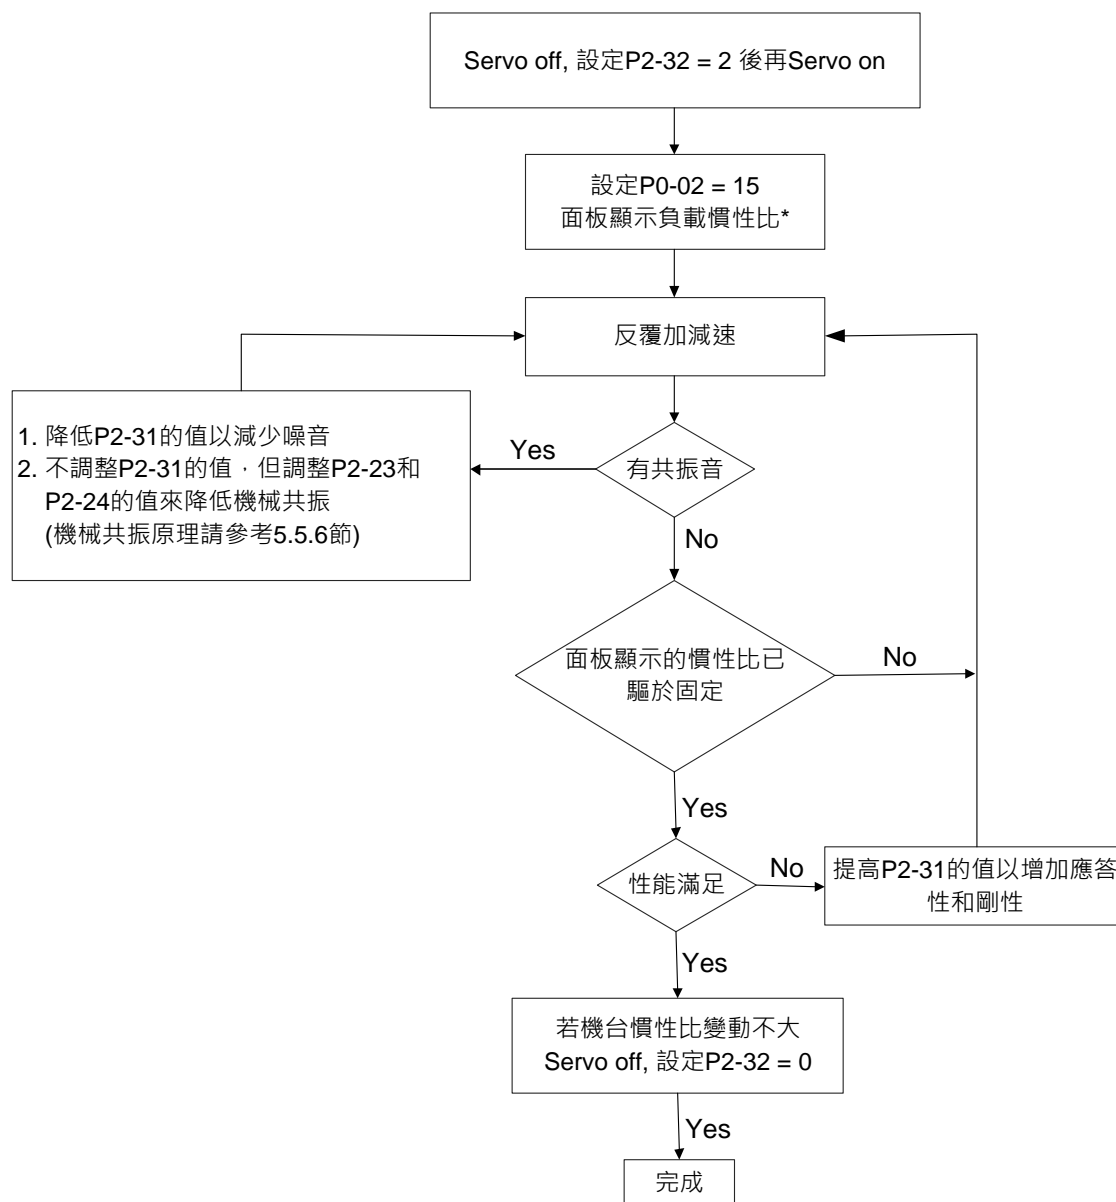 Servo off, 設定P2-32 = 2 後再Servo on
設定P0-02 = 15
面板顯示負載慣性比*
反覆加減速
1. 降低P2-31的值以減少噪音
2. 不調整P2-31的值，但調整P2-23和
P2-24的值來降低機械共振
(機械共振原理請參考5.5.6節)
Yes
有共振音
No
面板顯示的慣性比已
驅於固定
No
Yes
性能滿足
No
提高P2-31的值以增加應答
性和剛性
Yes
若機台慣性比變動不大
Servo off, 設定P2-32 = 0
Yes
完成